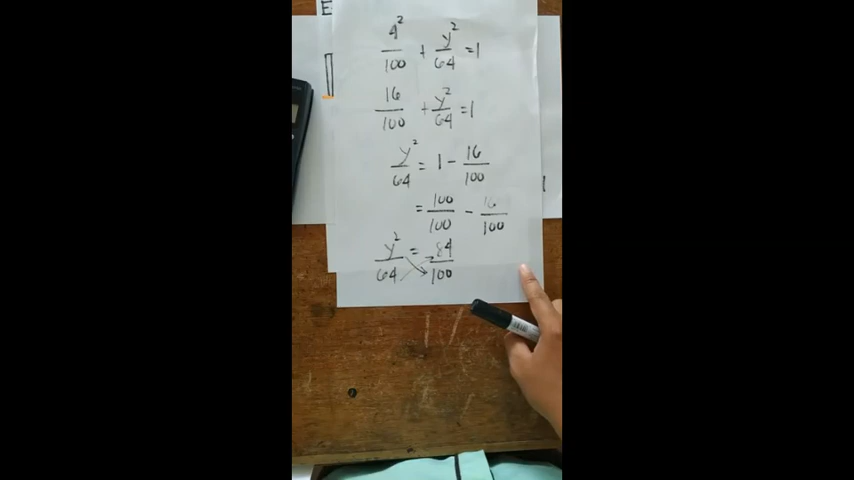 E
4²/100 + y²/64 = 1
16/100 + y²/64 = 1
y²/64 = 1 - 16/100
= 100/100 - 16/100
y²/64 = 84/100